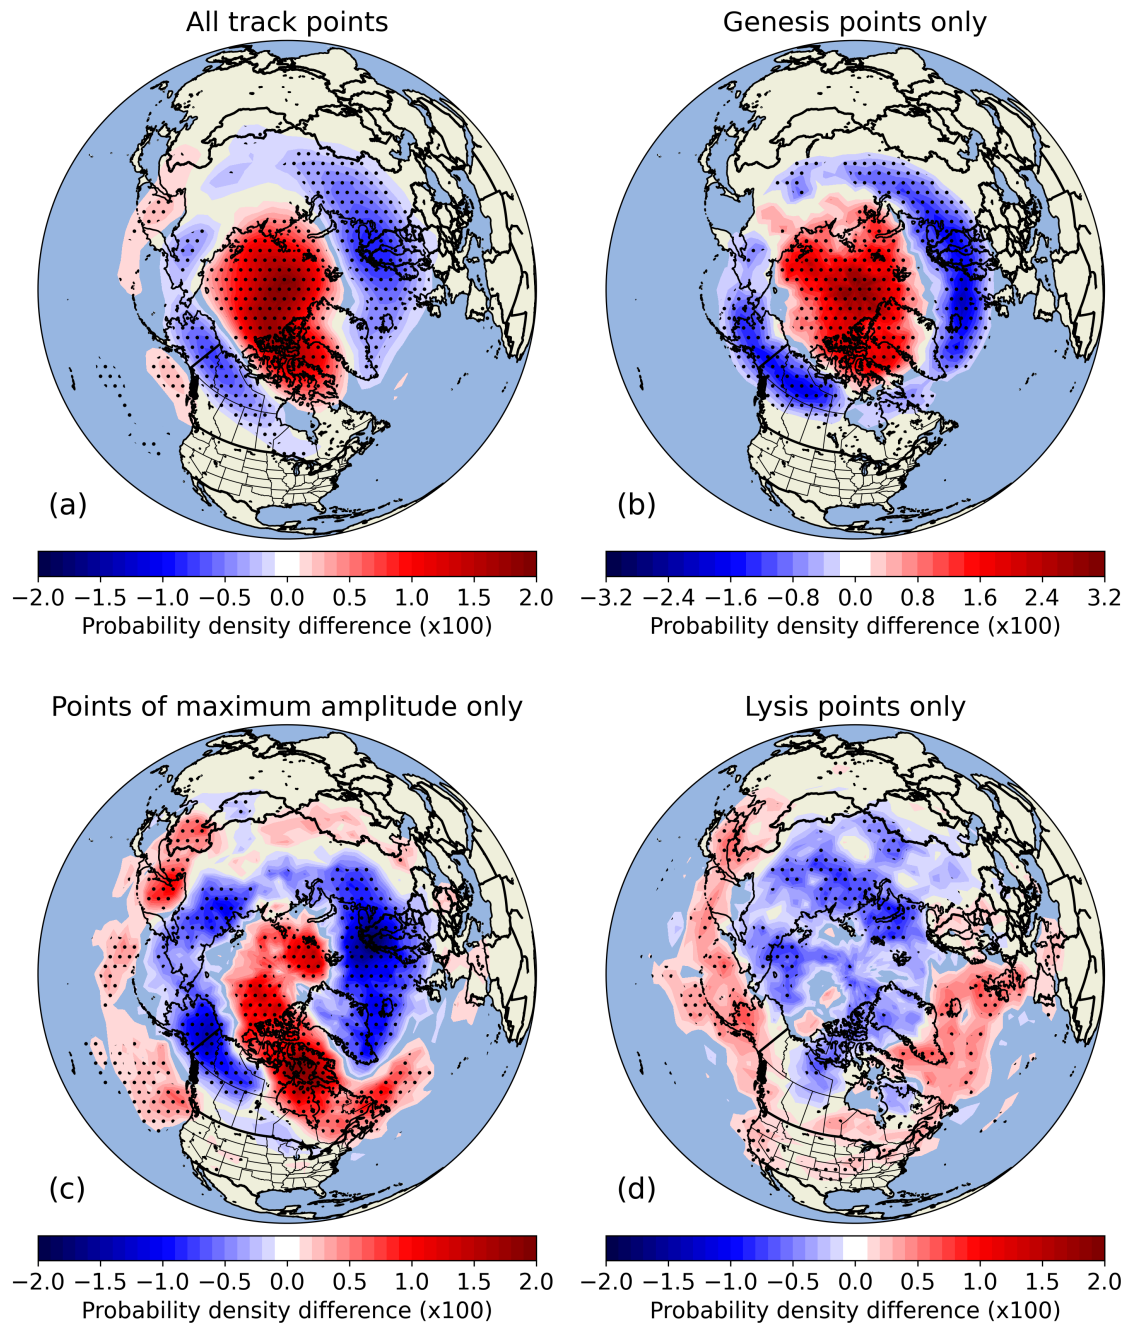 All track points
Genesis points only
(a)
(b)
−2.0 −1.5 −1.0 −0.5 0.0 0.5 1.0 1.5 2.0
−3.2 −2.4 −1.6 −0.8 0.0 0.8 1.6 2.4 3.2
Probability density difference (x100)
Probability density difference (x100)
Points of maximum amplitude only
Lysis points only
(c)
(d)
−2.0 −1.5 −1.0 −0.5 0.0 0.5 1.0 1.5 2.0
−2.0 −1.5 −1.0 −0.5 0.0 0.5 1.0 1.5 2.0
Probability density difference (x100)
Probability density difference (x100)